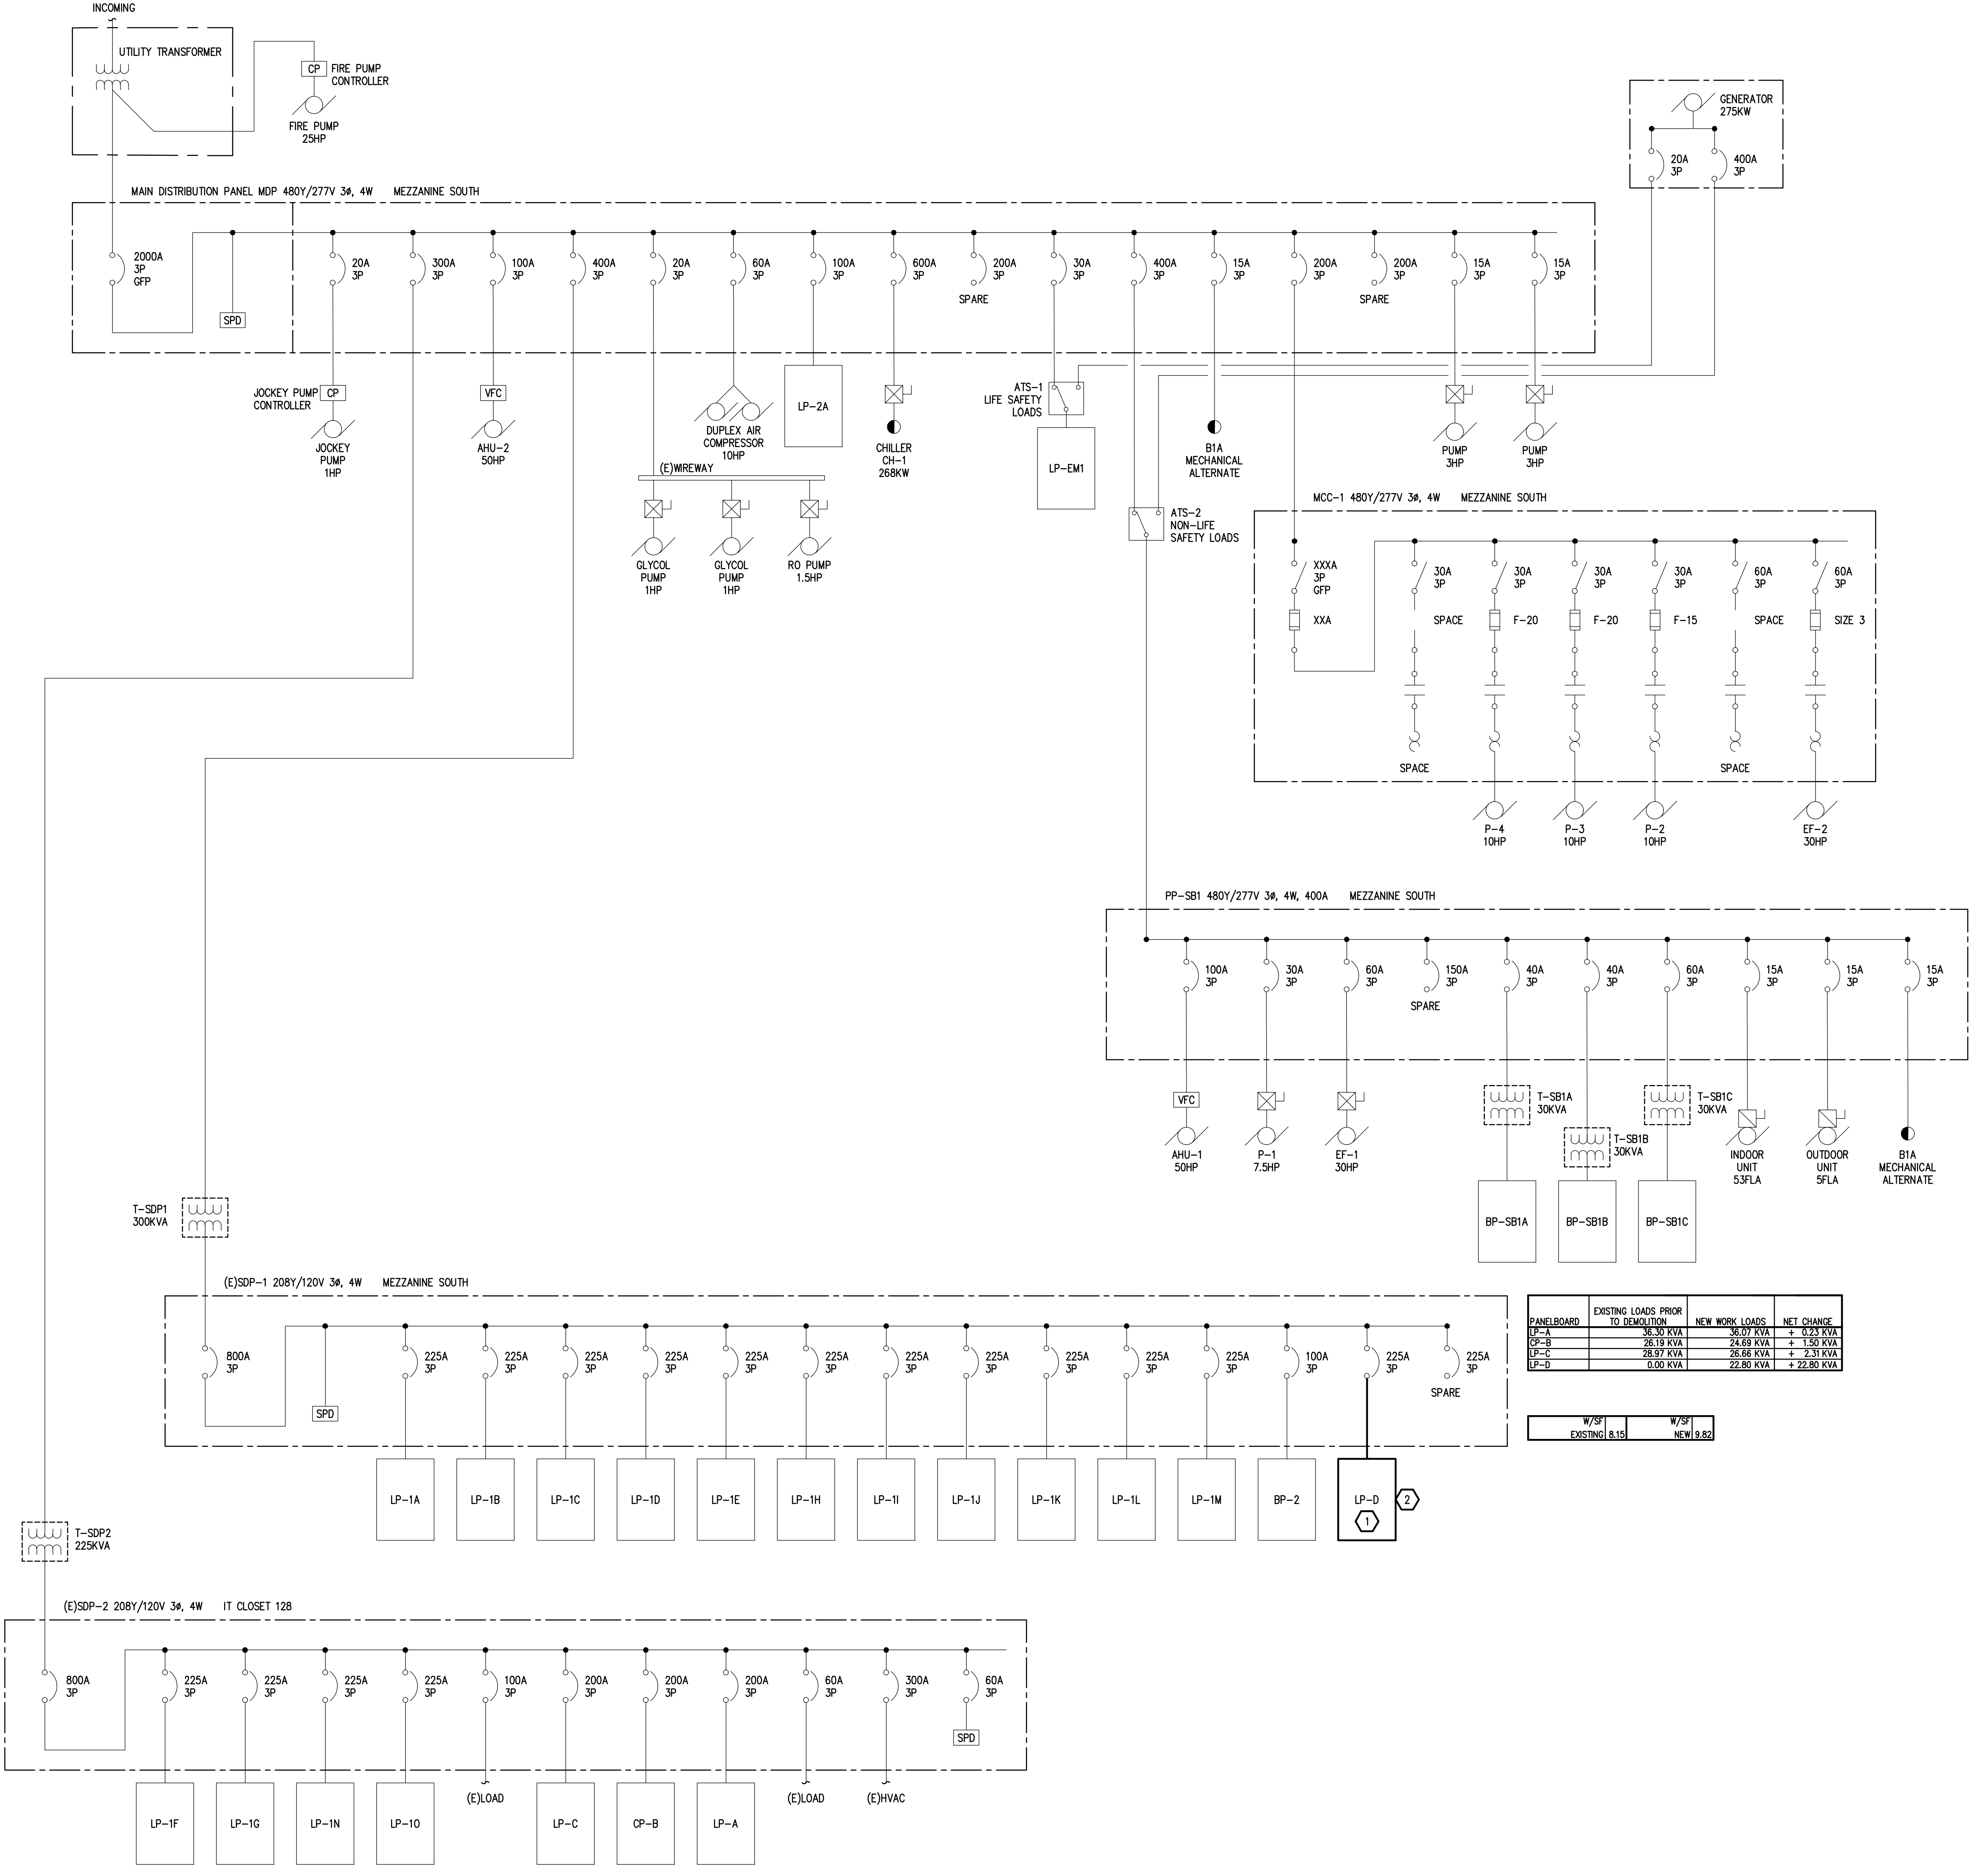 INCOMING
UTILITY TRANSFORMER
CP
FIRE PUMP
CONTROLLER
FIRE PUMP
25HP
GENERATOR
275KW
20A
3P
400A
3P
MAIN DISTRIBUTION PANEL MDP 480Y/277V 3ø, 4W MEZZANINE SOUTH
2000A
3P
GFP
SPD
20A
3P
300A
3P
100A
3P
400A
3P
20A
3P
60A
3P
100A
3P
600A
3P
200A
3P
SPARE
30A
3P
400A
3P
15A
3P
200A
3P
200A
3P
SPARE
15A
3P
15A
3P
JOCKEY PUMP
CONTROLLER
CP
JOCKEY
PUMP
1HP
VFC
AHU-2
50HP
DUPLEX AIR
COMPRESSOR
10HP
(E)WIREWAY
GLYCOL
PUMP
1HP
GLYCOL
PUMP
1HP
RO PUMP
1.5HP
LP-2A
CHILLER
CH-1
268KW
ATS-1
LIFE SAFETY
LOADS
LP-EM1
ATS-2
NON-LIFE
SAFETY LOADS
B1A
MECHANICAL
ALTERNATE
PUMP
3HP
PUMP
3HP
MCC-1 480Y/277V 3ø, 4W MEZZANINE SOUTH
XXXA
3P
GFP
XXA
30A
3P
SPACE
SPACE
30A
3P
F-20
30A
3P
F-20
30A
3P
F-15
60A
3P
SPACE
SPACE
60A
3P
SIZE 3
P-4
10HP
P-3
10HP
P-2
10HP
EF-2
30HP
PP-SB1 480Y/277V 3ø, 4W, 400A MEZZANINE SOUTH
100A
3P
30A
3P
60A
3P
150A
3P
SPARE
40A
3P
40A
3P
60A
3P
15A
3P
15A
3P
15A
3P
VFC
AHU-1
50HP
P-1
7.5HP
EF-1
30HP
T-SB1A
30KVA
T-SB1B
30KVA
T-SB1C
30KVA
BP-SB1A
BP-SB1B
BP-SB1C
INDOOR
UNIT
53FLA
OUTDOOR
UNIT
5FLA
B1A
MECHANICAL
ALTERNATE
T-SDP1
300KVA
(E)SDP-1 208Y/120V 3ø, 4W MEZZANINE SOUTH
800A
3P
SPD
225A
3P
225A
3P
225A
3P
225A
3P
225A
3P
225A
3P
225A
3P
225A
3P
225A
3P
225A
3P
225A
3P
100A
3P
225A
3P
225A
3P
SPARE
LP-1A
LP-1B
LP-1C
LP-1D
LP-1E
LP-1H
LP-1I
LP-1J
LP-1K
LP-1L
LP-1M
BP-2
LP-D
1
2
PANELBOARD EXISTING LOADS PRIOR TO DEMOLITION NEW WORK LOADS NET CHANGE
LP-A 36.30 KVA 36.07 KVA + 0.23 KVA
CP-B 26.19 KVA 24.69 KVA + 1.50 KVA
LP-C 28.97 KVA 26.66 KVA + 2.31 KVA
LP-D 0.00 KVA 22.80 KVA + 22.80 KVA
W/SF W/SF
EXISTING 8.15 NEW 9.82
T-SDP2
225KVA
(E)SDP-2 208Y/120V 3ø, 4W IT CLOSET 128
800A
3P
225A
3P
225A
3P
225A
3P
225A
3P
100A
3P
200A
3P
200A
3P
200A
3P
60A
3P
300A
3P
60A
3P
SPD
LP-1F
LP-1G
LP-1N
LP-1O
(E)LOAD
LP-C
CP-B
LP-A
(E)LOAD
(E)HVAC